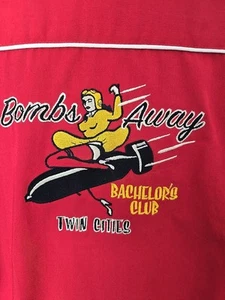 Bombs Away
BACHELOR'S
CLUB
TWIN CITIES